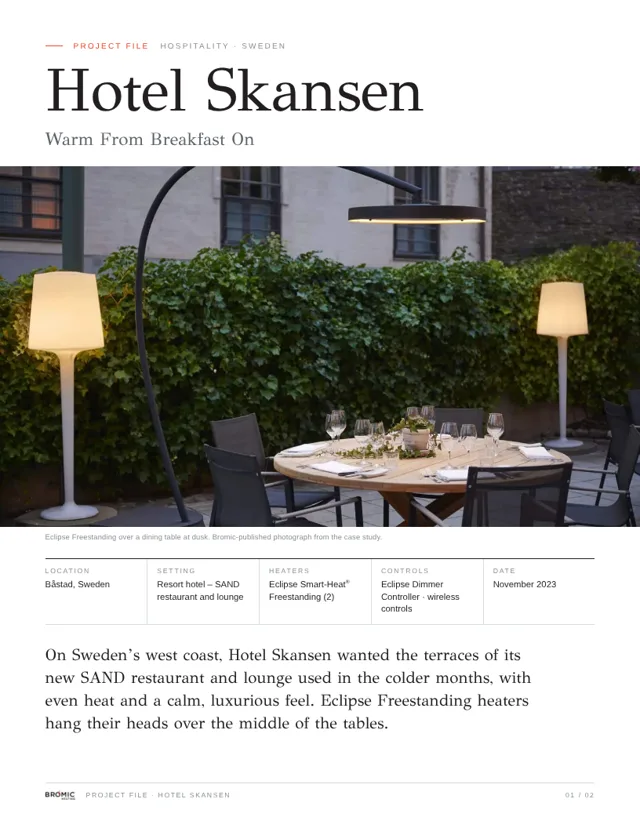 PROJECT FILE HOSPITALITY · SWEDEN
Hotel Skansen
Warm From Breakfast On
Eclipse Freestanding over a dining table at dusk. Bromic-published photograph from the case study.
LOCATION
Båstad, Sweden
SETTING
Resort hotel – SAND
restaurant and lounge
HEATERS
Eclipse Smart-Heat®
Freestanding (2)
CONTROLS
Eclipse Dimmer
Controller · wireless
controls
DATE
November 2023
On Sweden’s west coast, Hotel Skansen wanted the terraces of its
new SAND restaurant and lounge used in the colder months, with
even heat and a calm, luxurious feel. Eclipse Freestanding heaters
hang their heads over the middle of the tables.
BROMIC
HEATING
PROJECT FILE · HOTEL SKANSEN
01 / 02